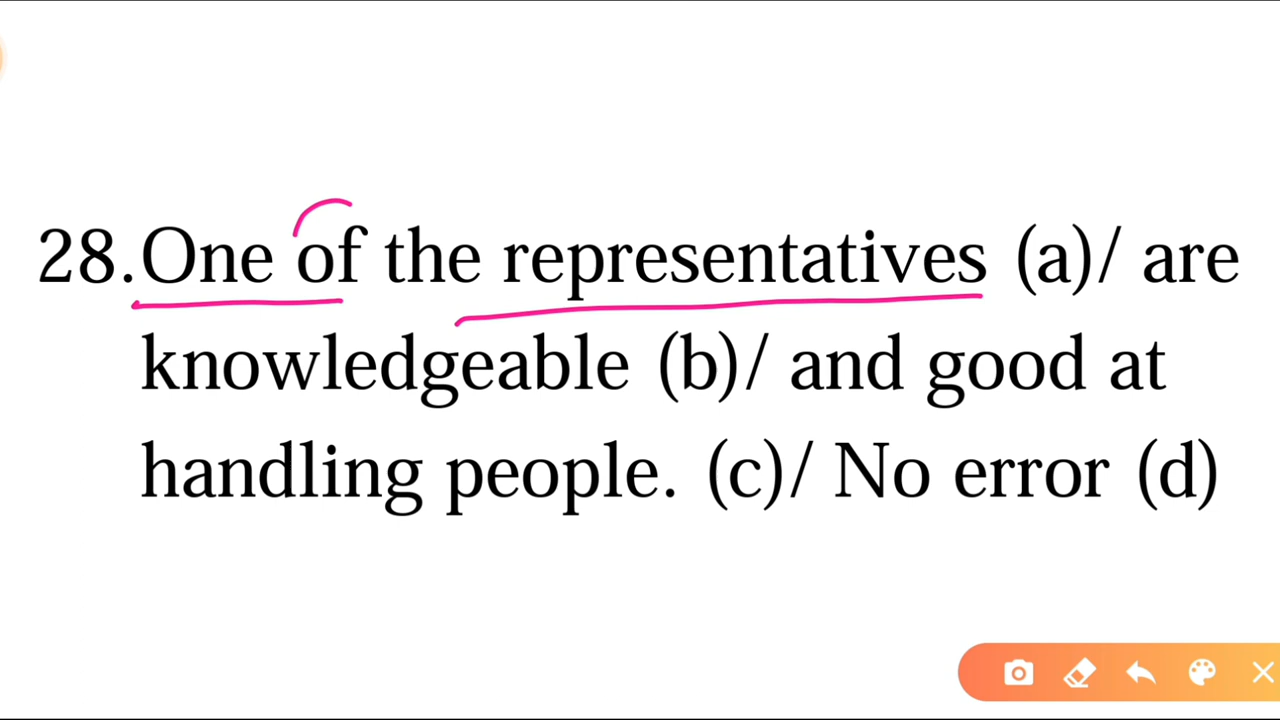 28.One of the representatives (a)/ are
knowledgeable (b)/ and good at
handling people. (c)/ No error (d)